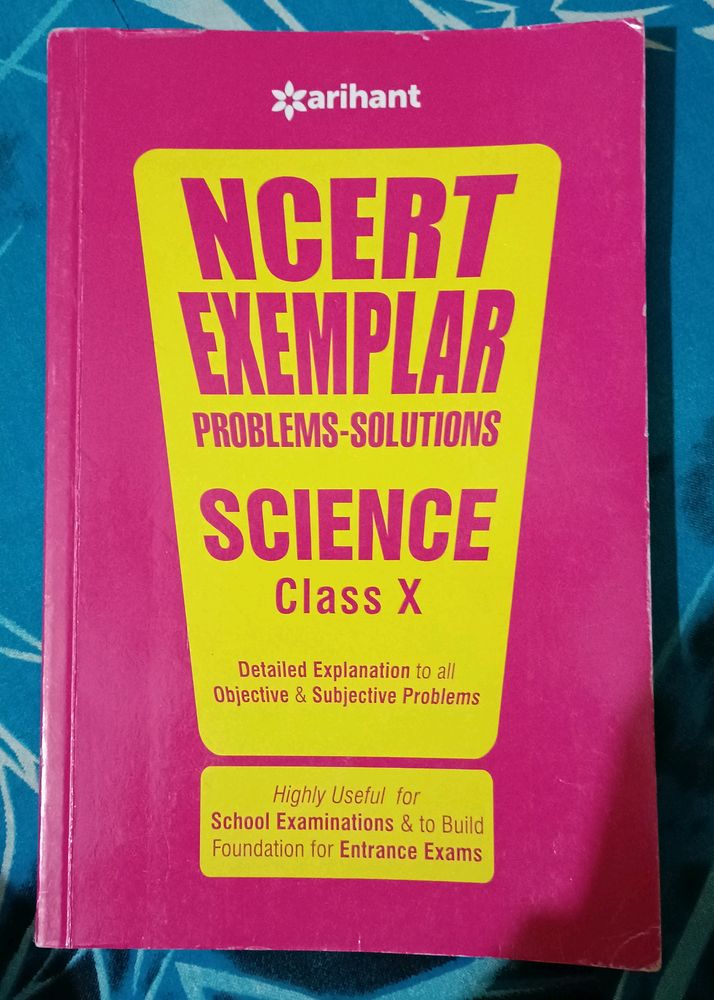 arihant
NCERT
EXEMPLAR
PROBLEMS-SOLUTIONS
SCIENCE
Class X
Detailed Explanation to all
Objective & Subjective Problems
Highly Useful for
School Examinations & to Build
Foundation for Entrance Exams